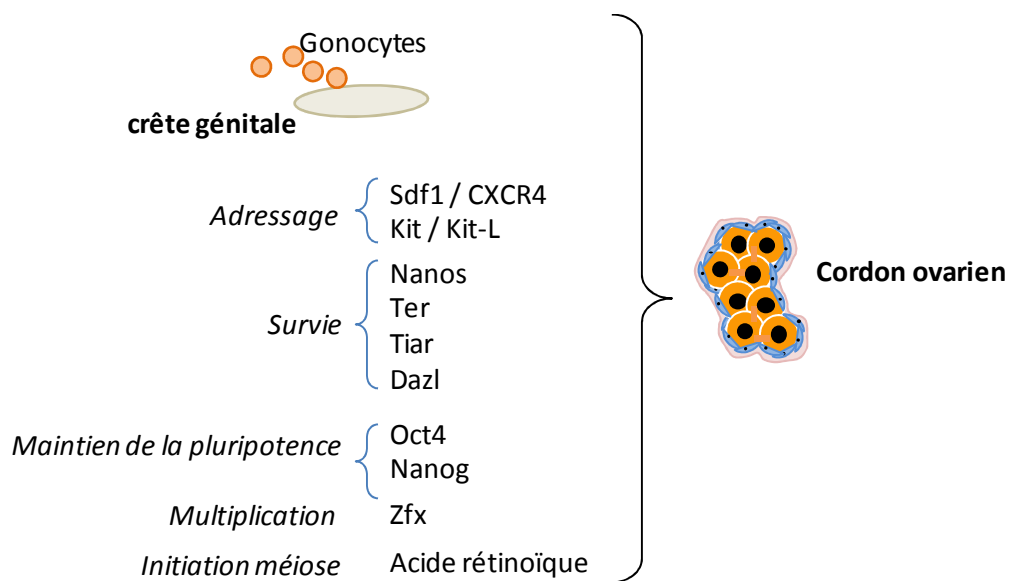 Gonocytes
crête génitale
Adressage
Sdf1 / CXCR4
Kit / Kit-L
Survie
Nanos
Ter
Tiar
Dazl
Maintien de la pluripotence
Oct4
Nanog
Multiplication
Zfx
Initiation méiose
Acide rétinoïque
Cordon ovarien